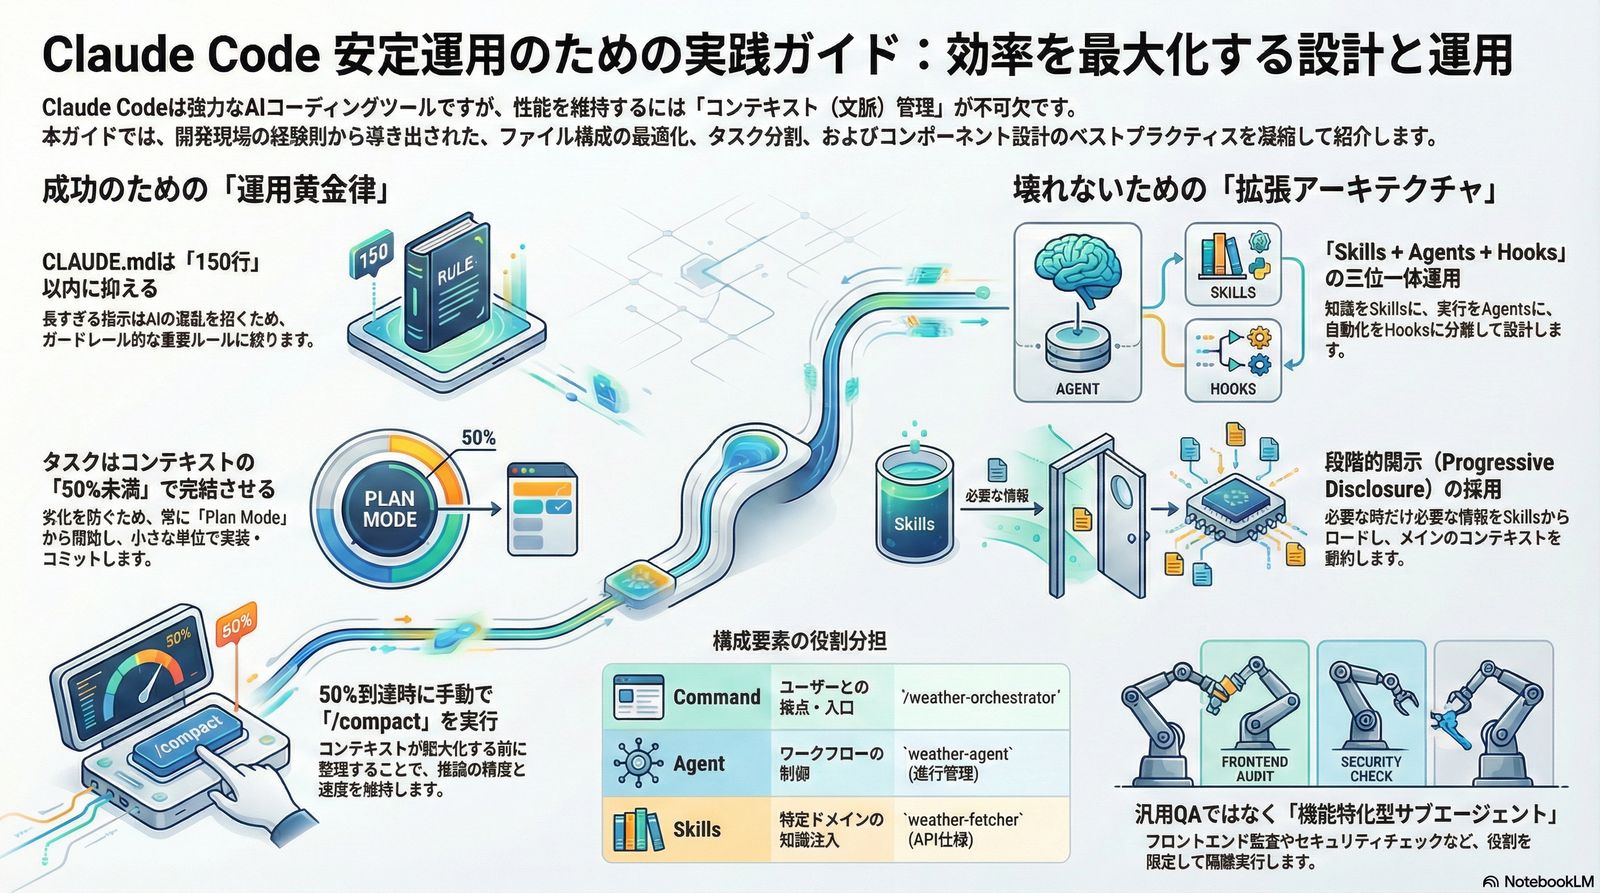 Claude Code 安定運用のための実践ガイド：効率を最大化する設計と運用
Claude Codeは強力なAIコーディングツールですが、性能を維持するには「コンテキスト（文脈）管理」が不可欠です。
本ガイドでは、開発現場の経験則から導き出された、ファイル構成の最適化、タスク分割、およびコンポーネント設計のベストプラクティスを凝縮して紹介します。
成功のための「運用黄金律」
CLAUDE.mdは「150行」
以内に抑える
長すぎる指示はAIの混乱を招くため、
ガードレール的な重要ルールに絞ります。
150
RULE.
タスクはコンテキストの
「50%未満」で完結させる
劣化を防ぐため、常に「Plan Mode」
から開始し、小さな単位で実装・
コミットします。
PLAN
MODE
50%
50%
50%
/compact
50%到達時に手動で
「/compact」を実行
コンテキストが大化する前に
整理することで、推論の精度と
速度を維持します。
壊れないための「拡張アーキテクチャ」
AGENT
SKILLS
HOOKS
「Skills + Agents + Hooks」
の三位一体運用
知識をSkillsに、実行をAgentsに、
自動化をHooksに分離して設計しま
す。
Skills
必要な情報
段階的開示（Progressive
Disclosure）の採用
必要な時だけ必要な情報をSkillsから
ロードし、メインのコンテキストを
約します。
構成要素の役割分担
Command
ユーザーとの
接点・入口
'/weather-orchestrator'
Agent
ワークフローの
制御
`weather-agent`
(進行管理)
Skills
特定ドメインの
知識注入
`weather-fetcher`
(API仕様)
FRONTEND
AUDIT
SECURITY
CHECK
汎用QAではなく「機能特化型サブエージェント」
フロントエンド監査やセキュリティチェックなど、役割を
限定して隔離実行します。
NotebookLM